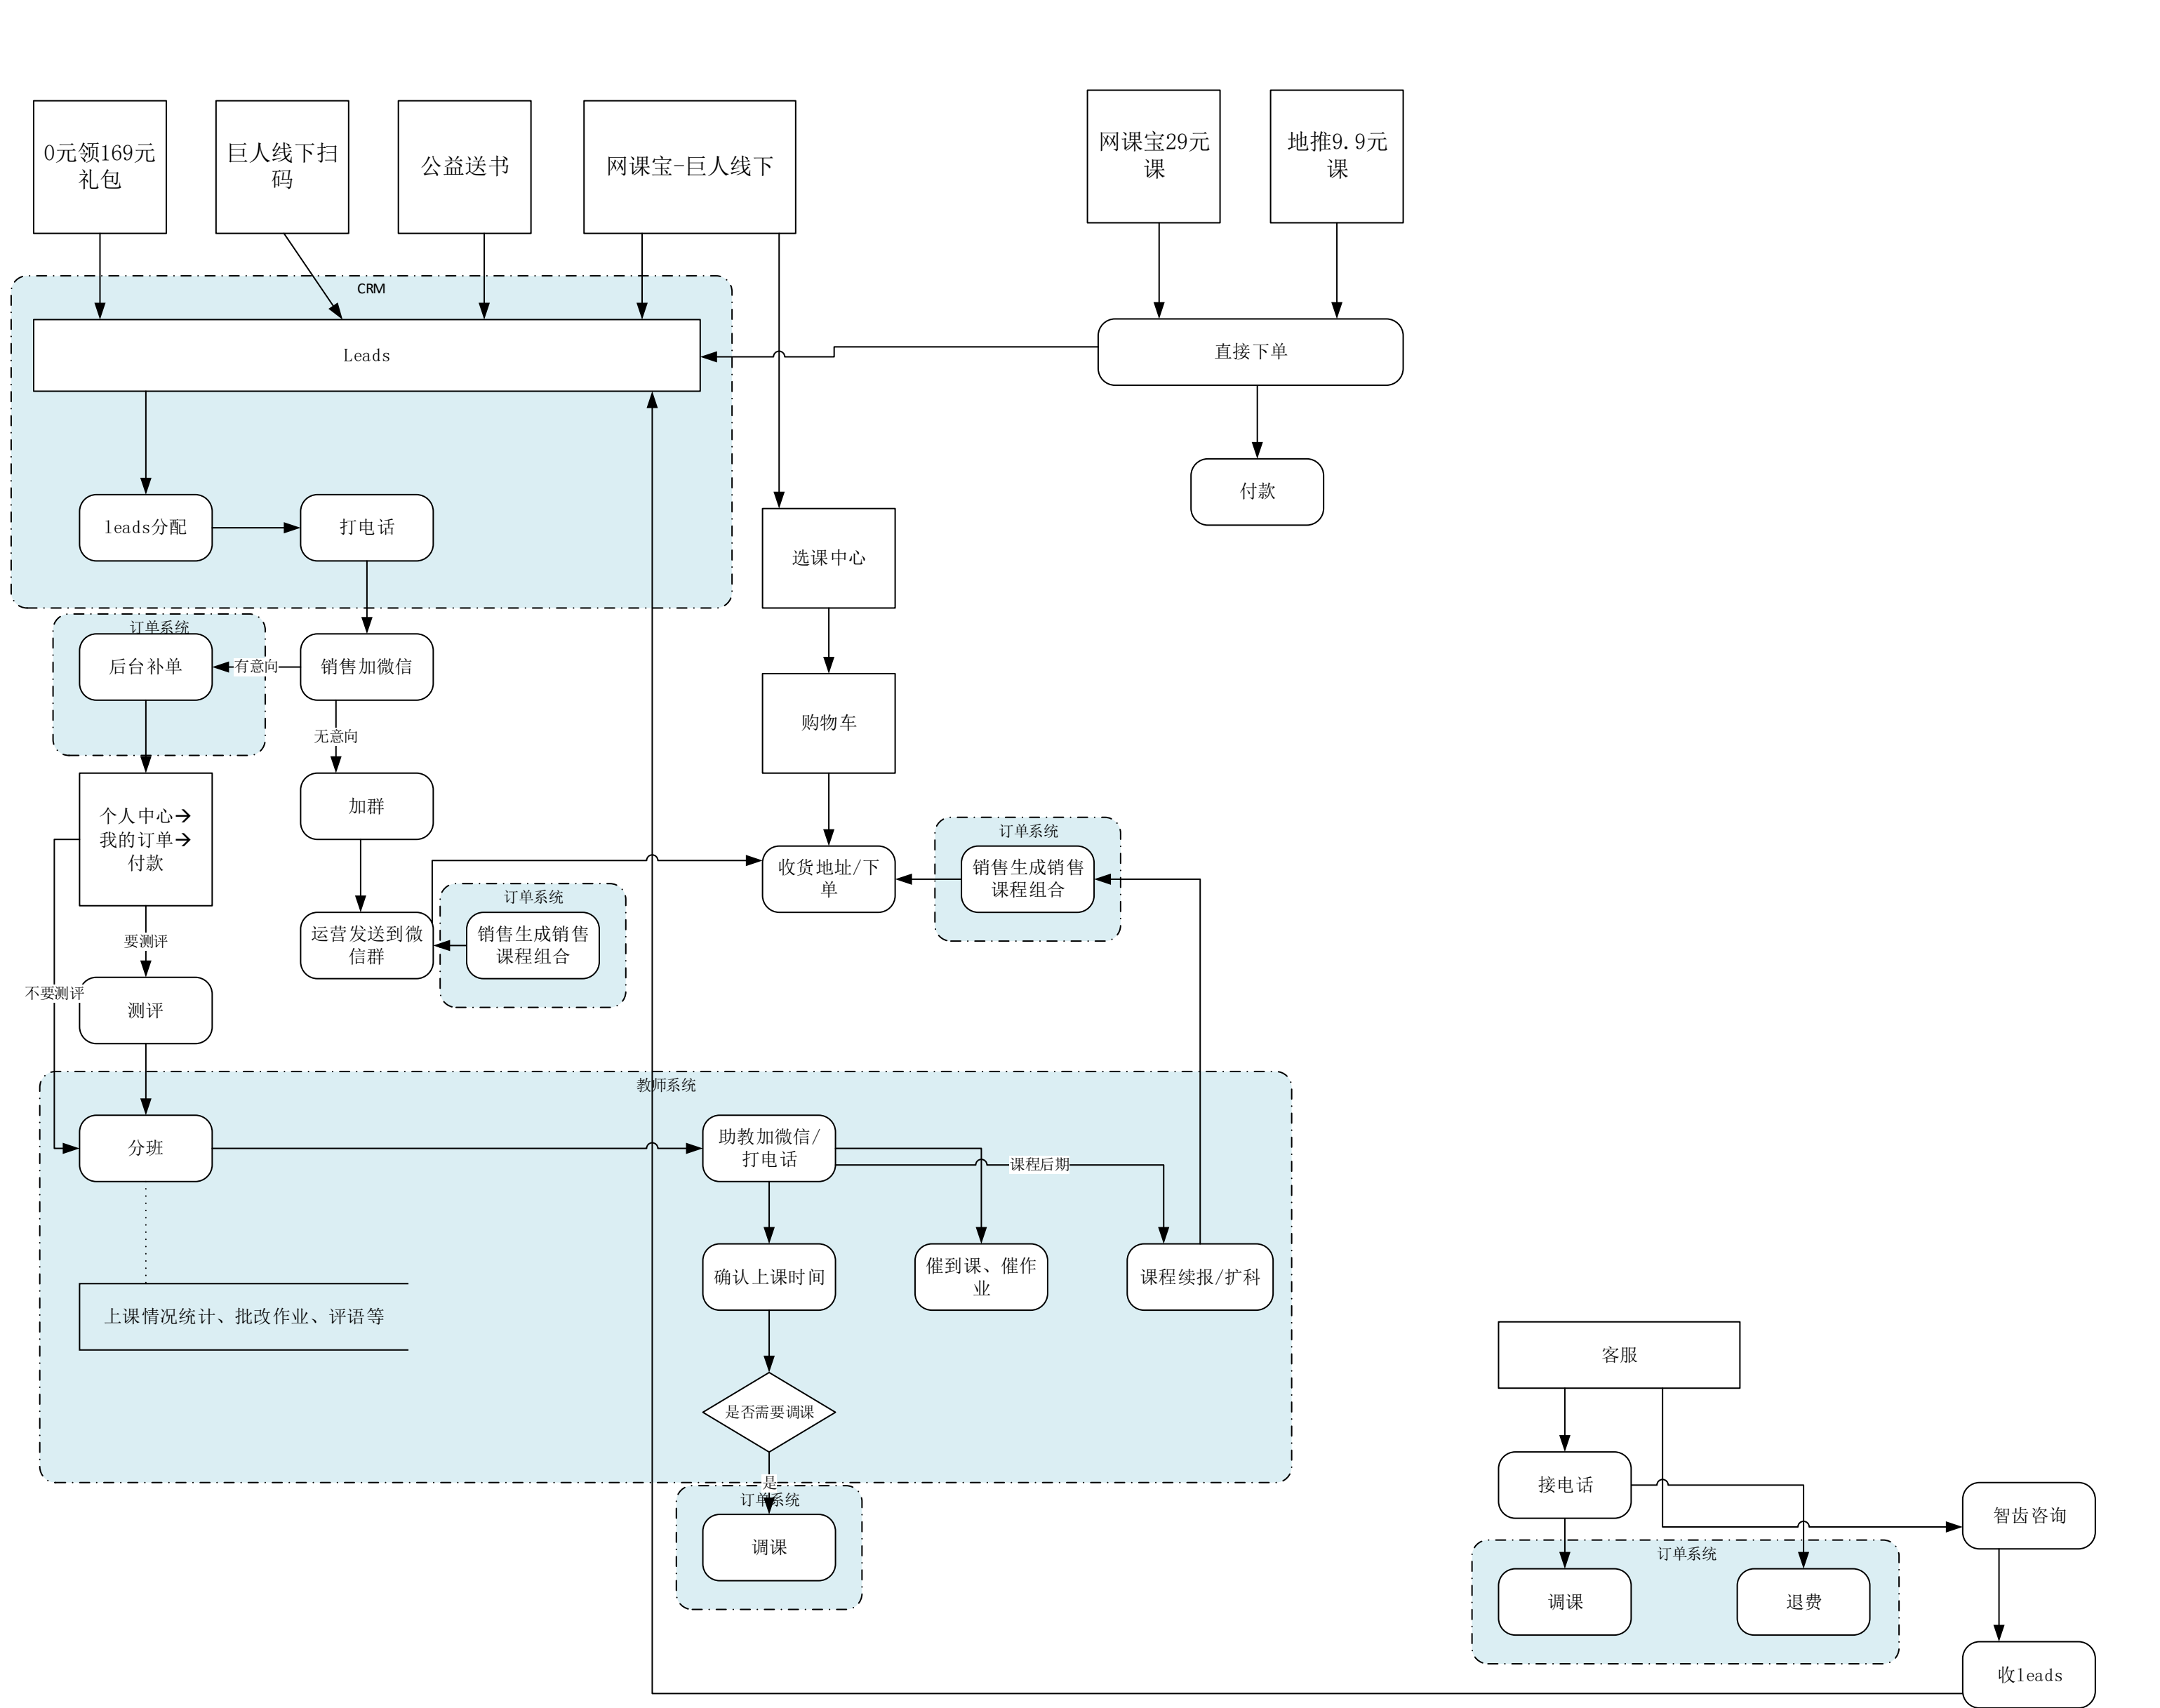 0元领169元
礼包
巨人线下扫
码
公益送书
网课宝-巨人线下
网课宝29元
课
地推9.9元
课
CRM
Leads
直接下单
付款
leads分配
打电话
选课中心
订单系统
后台补单
有意向
销售加微信
无意向
购物车
个人中心→
我的订单→
付款
加群
收货地址/下
单
订单系统
销售生成销售
课程组合
运营发送到微
信群
订单系统
销售生成销售
课程组合
要测评
不要测评
测评
教师系统
分班
助教加微信/
打电话
课程后期
确认上课时间
催到课、催作
业
课程续报/扩科
上课情况统计、批改作业、评语等
是否需要调课
是
订单系统
调课
客服
接电话
智齿咨询
订单系统
调课
退费
收leads